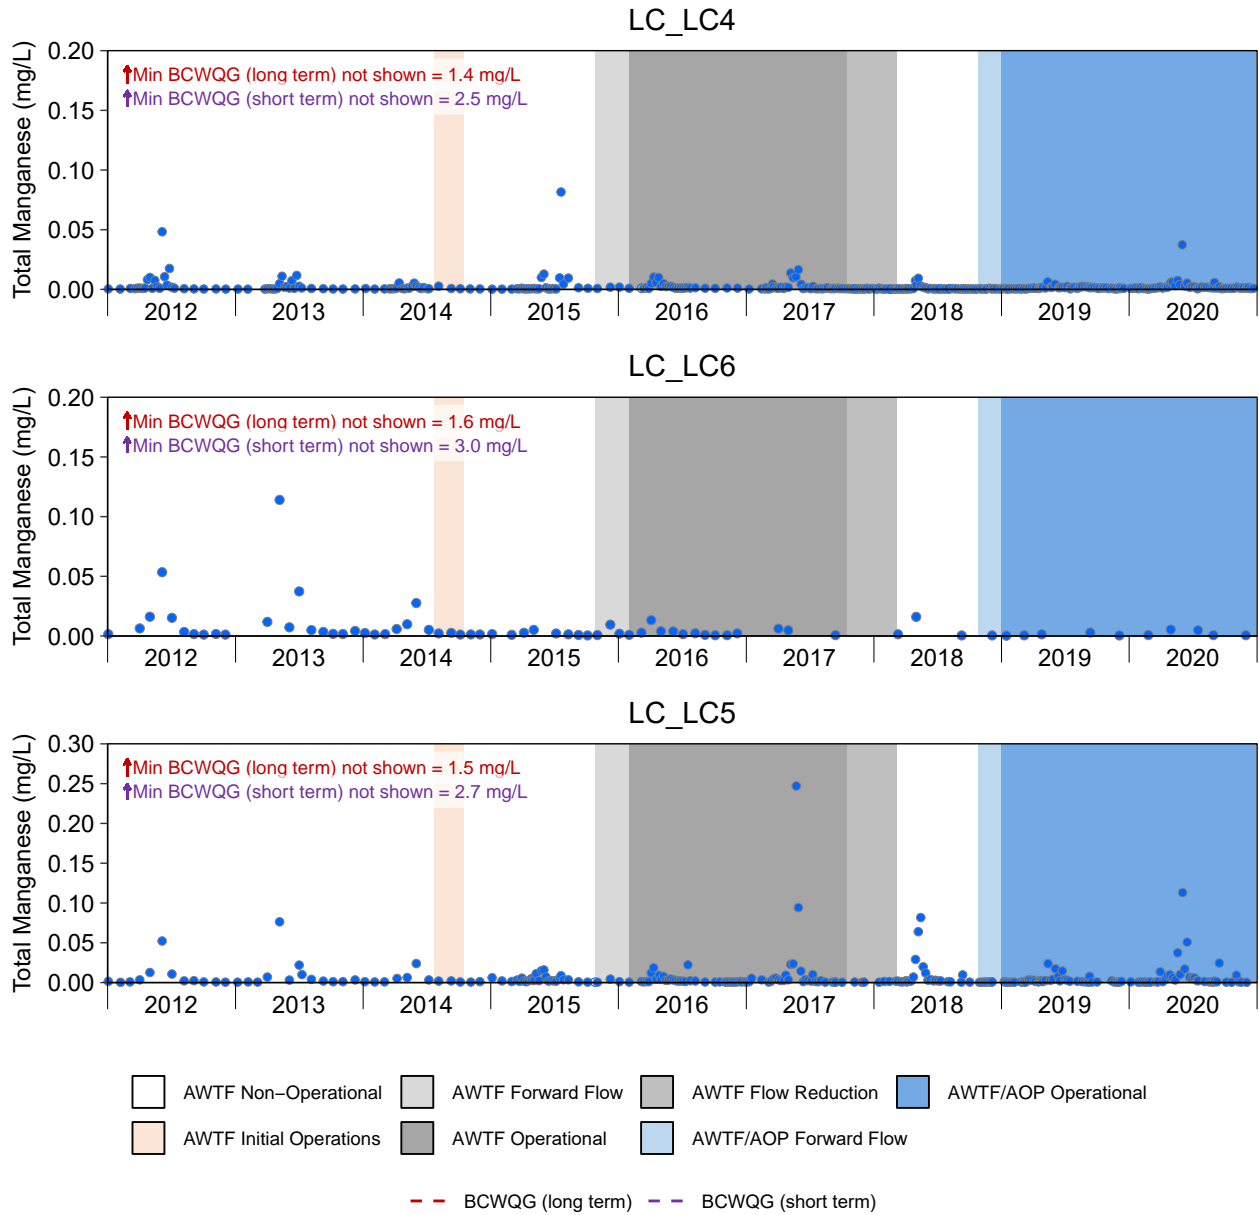 LC_LC4
Total Manganese (mg/L)
0.20
0.15
0.10
0.05
0.00
↑Min BCWQG (long term) not shown = 1.4 mg/L
↑Min BCWQG (short term) not shown = 2.5 mg/L
2012 2013 2014 2015 2016 2017 2018 2019 2020
LC_LC6
Total Manganese (mg/L)
0.20
0.15
0.10
0.05
0.00
↑Min BCWQG (long term) not shown = 1.6 mg/L
↑Min BCWQG (short term) not shown = 3.0 mg/L
2012 2013 2014 2015 2016 2017 2018 2019 2020
LC_LC5
Total Manganese (mg/L)
0.30
0.25
0.20
0.15
0.10
0.05
0.00
↑Min BCWQG (long term) not shown = 1.5 mg/L
↑Min BCWQG (short term) not shown = 2.7 mg/L
2012 2013 2014 2015 2016 2017 2018 2019 2020
AWTF Non−Operational AWTF Forward Flow AWTF Flow Reduction AWTF/AOP Operational
AWTF Initial Operations AWTF Operational AWTF/AOP Forward Flow
BCWQG (long term) BCWQG (short term)